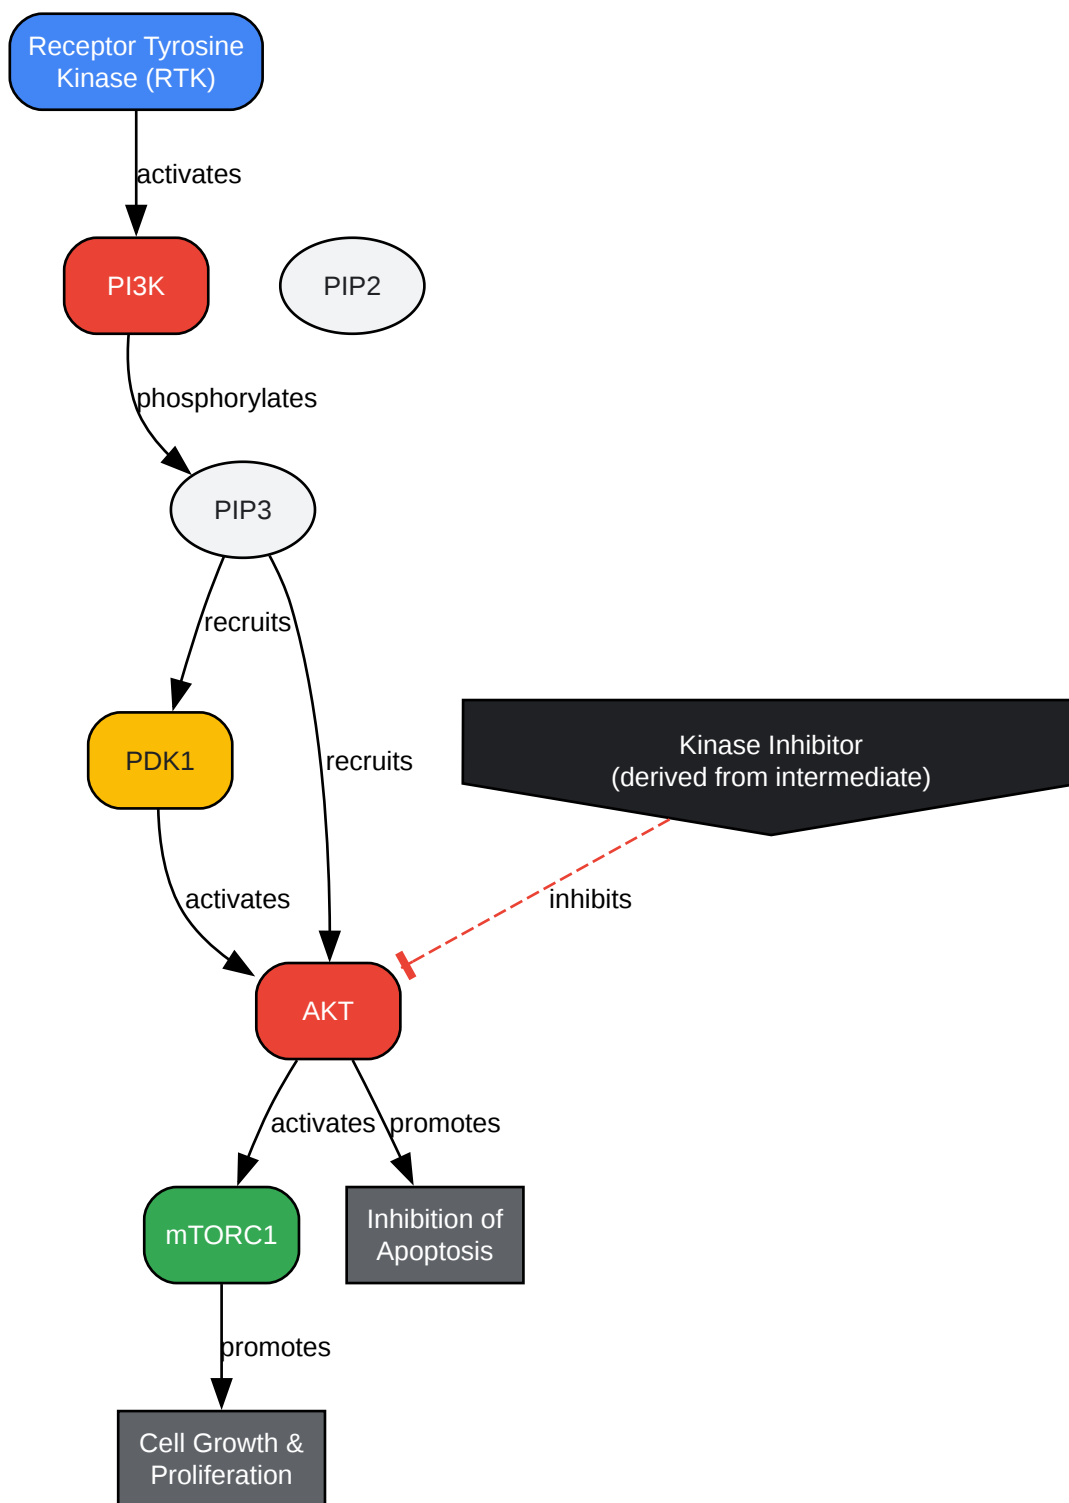 Receptor Tyrosine
Kinase (RTK)
activates
PI3K
PIP2
phosphorylates
PIP3
recruits
PDK1
recruits
Kinase Inhibitor
(derived from intermediate)
activates
inhibits
AKT
activates
promotes
mTORC1
Inhibition of
Apoptosis
promotes
Cell Growth &
Proliferation